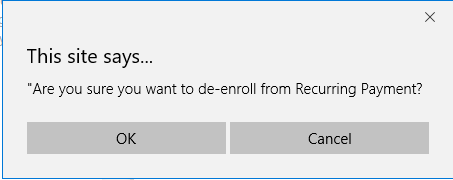 This site says...
"Are you sure you want to de-enroll from Recurring Payment?
OK
Cancel